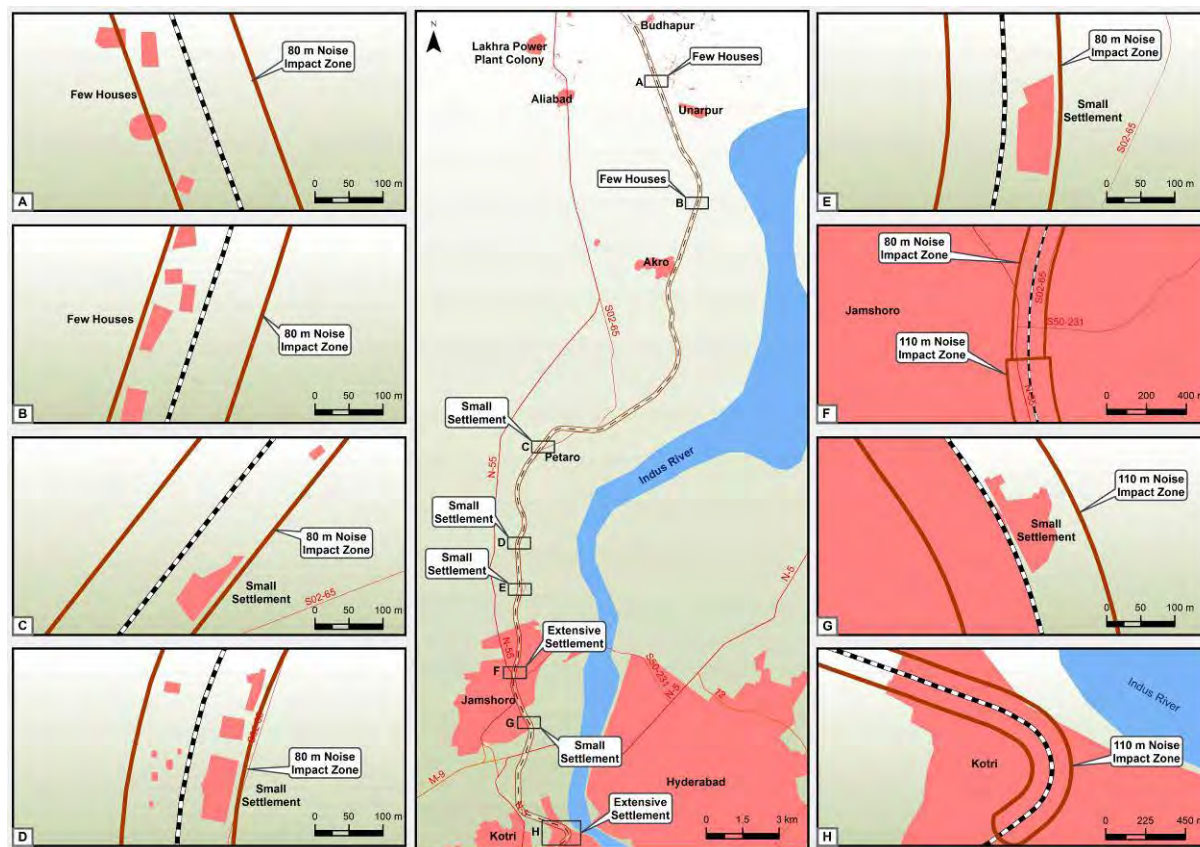 80 m Noise
Impact Zone
Few Houses
0 50 100 m
A
80 m Noise
Impact Zone
Few Houses
0 50 100 m
B
80 m Noise
Impact Zone
Small
Settlement
S02-65
0 50 100 m
C
80 m Noise
Impact Zone
Small
Settlement
0 50 100 m
D
N
Budhapur
Lakhra Power
Plant Colony
Few Houses
A
Aliabad
Unarpur
Few Houses
B
Akro
S02-65
Small
Settlement
C
Petaro
N-55
Indus River
Small
Settlement
D
Small
Settlement
E
N-5
Extensive
Settlement
N-55
F
S50-231
N-5
Jamshoro
G
Small
Settlement
M-9
Hyderabad
Extensive
Settlement
N-5
Kotri
H
0 1.5 3 km
80 m Noise
Impact Zone
Small
Settlement
S02-65
0 50 100 m
E
80 m Noise
Impact Zone
S02-65
Jamshoro
S50-231
110 m Noise
Impact Zone
N-55
0 200 400 m
F
110 m Noise
Impact Zone
Small
Settlement
0 50 100 m
G
Indus River
110 m Noise
Impact Zone
Kotri
0 225 450 m
H